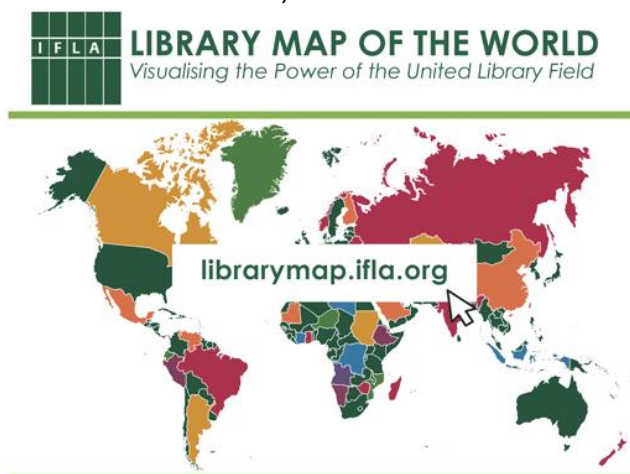 IFLA
LIBRARY MAP OF THE WORLD
Visualising the Power of the United Library Field
librarymap.ifla.org